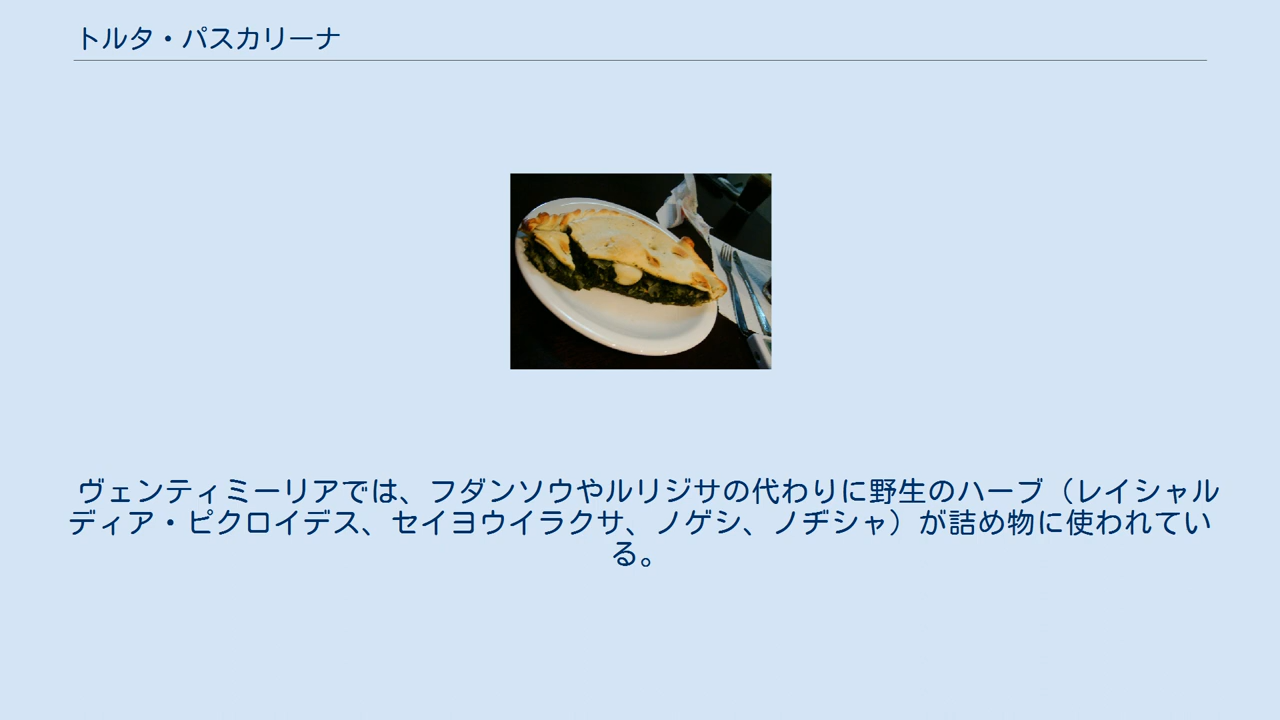 トルタ・パスカリーナ
ヴェンティミーリアでは、フダンソウやルリジサの代わりに野生のハーブ（レイシャル
ディア・ピクロイデス、セイヨウイラクサ、ノゲシ、ノヂシャ）が詰め物に使われてい
る。